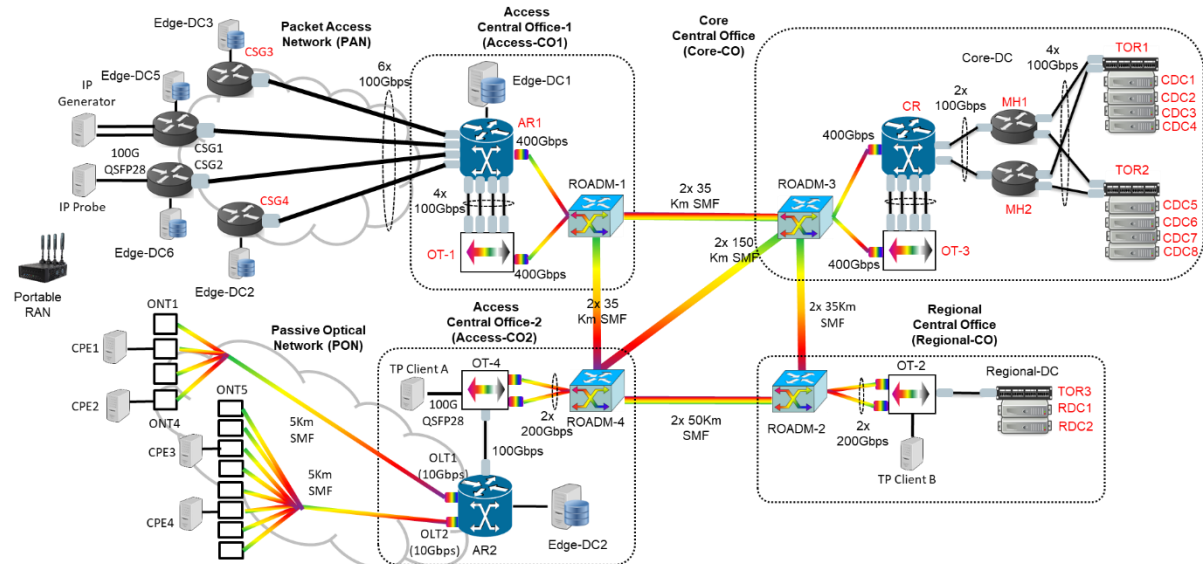 Edge-DC3
Packet Access
Network (PAN)
Access
Central Office-1
(Access-CO1)
Core
Central Office
(Core-CO)
CSG3
6x
100Gbps
Edge-DC1
Core-DC
4x
100Gbps
TOR1
CDC1
CDC2
CDC3
CDC4
Edge-DC5
IP
Generator
CSG1
CSG2
100G
QSFP28
IP Probe
Edge-DC6
CSG4
Edge-DC2
Portable
RAN
AR1
400Gbps
4x
100Gbps
OT-1
400Gbps
ROADM-1
2x 35
Km SMF
ROADM-3
400Gbps
CR
2x
100Gbps
MH1
MH2
TOR2
CDC5
CDC6
CDC7
CDC8
OT-3
400Gbps
2x 150
Km SMF
2x 35
Km SMF
2x 35Km
SMF
ONT1
Passive Optical
Network (PON)
CPE1
CPE2
ONT4
ONT5
5Km
SMF
CPE3
5Km
SMF
CPE4
Access
Central Office-2
(Access-CO2)
TP Client A
OT-4
100G
QSFP28
2x
200Gbps
ROADM-4
100Gbps
OLT1
(10Gbps)
OLT2
(10Gbps)
AR2
Edge-DC2
2x 50Km
SMF
ROADM-2
Regional
Central Office
(Regional-CO)
OT-2
2x
200Gbps
TP Client B
Regional-DC
TOR3
RDC1
RDC2